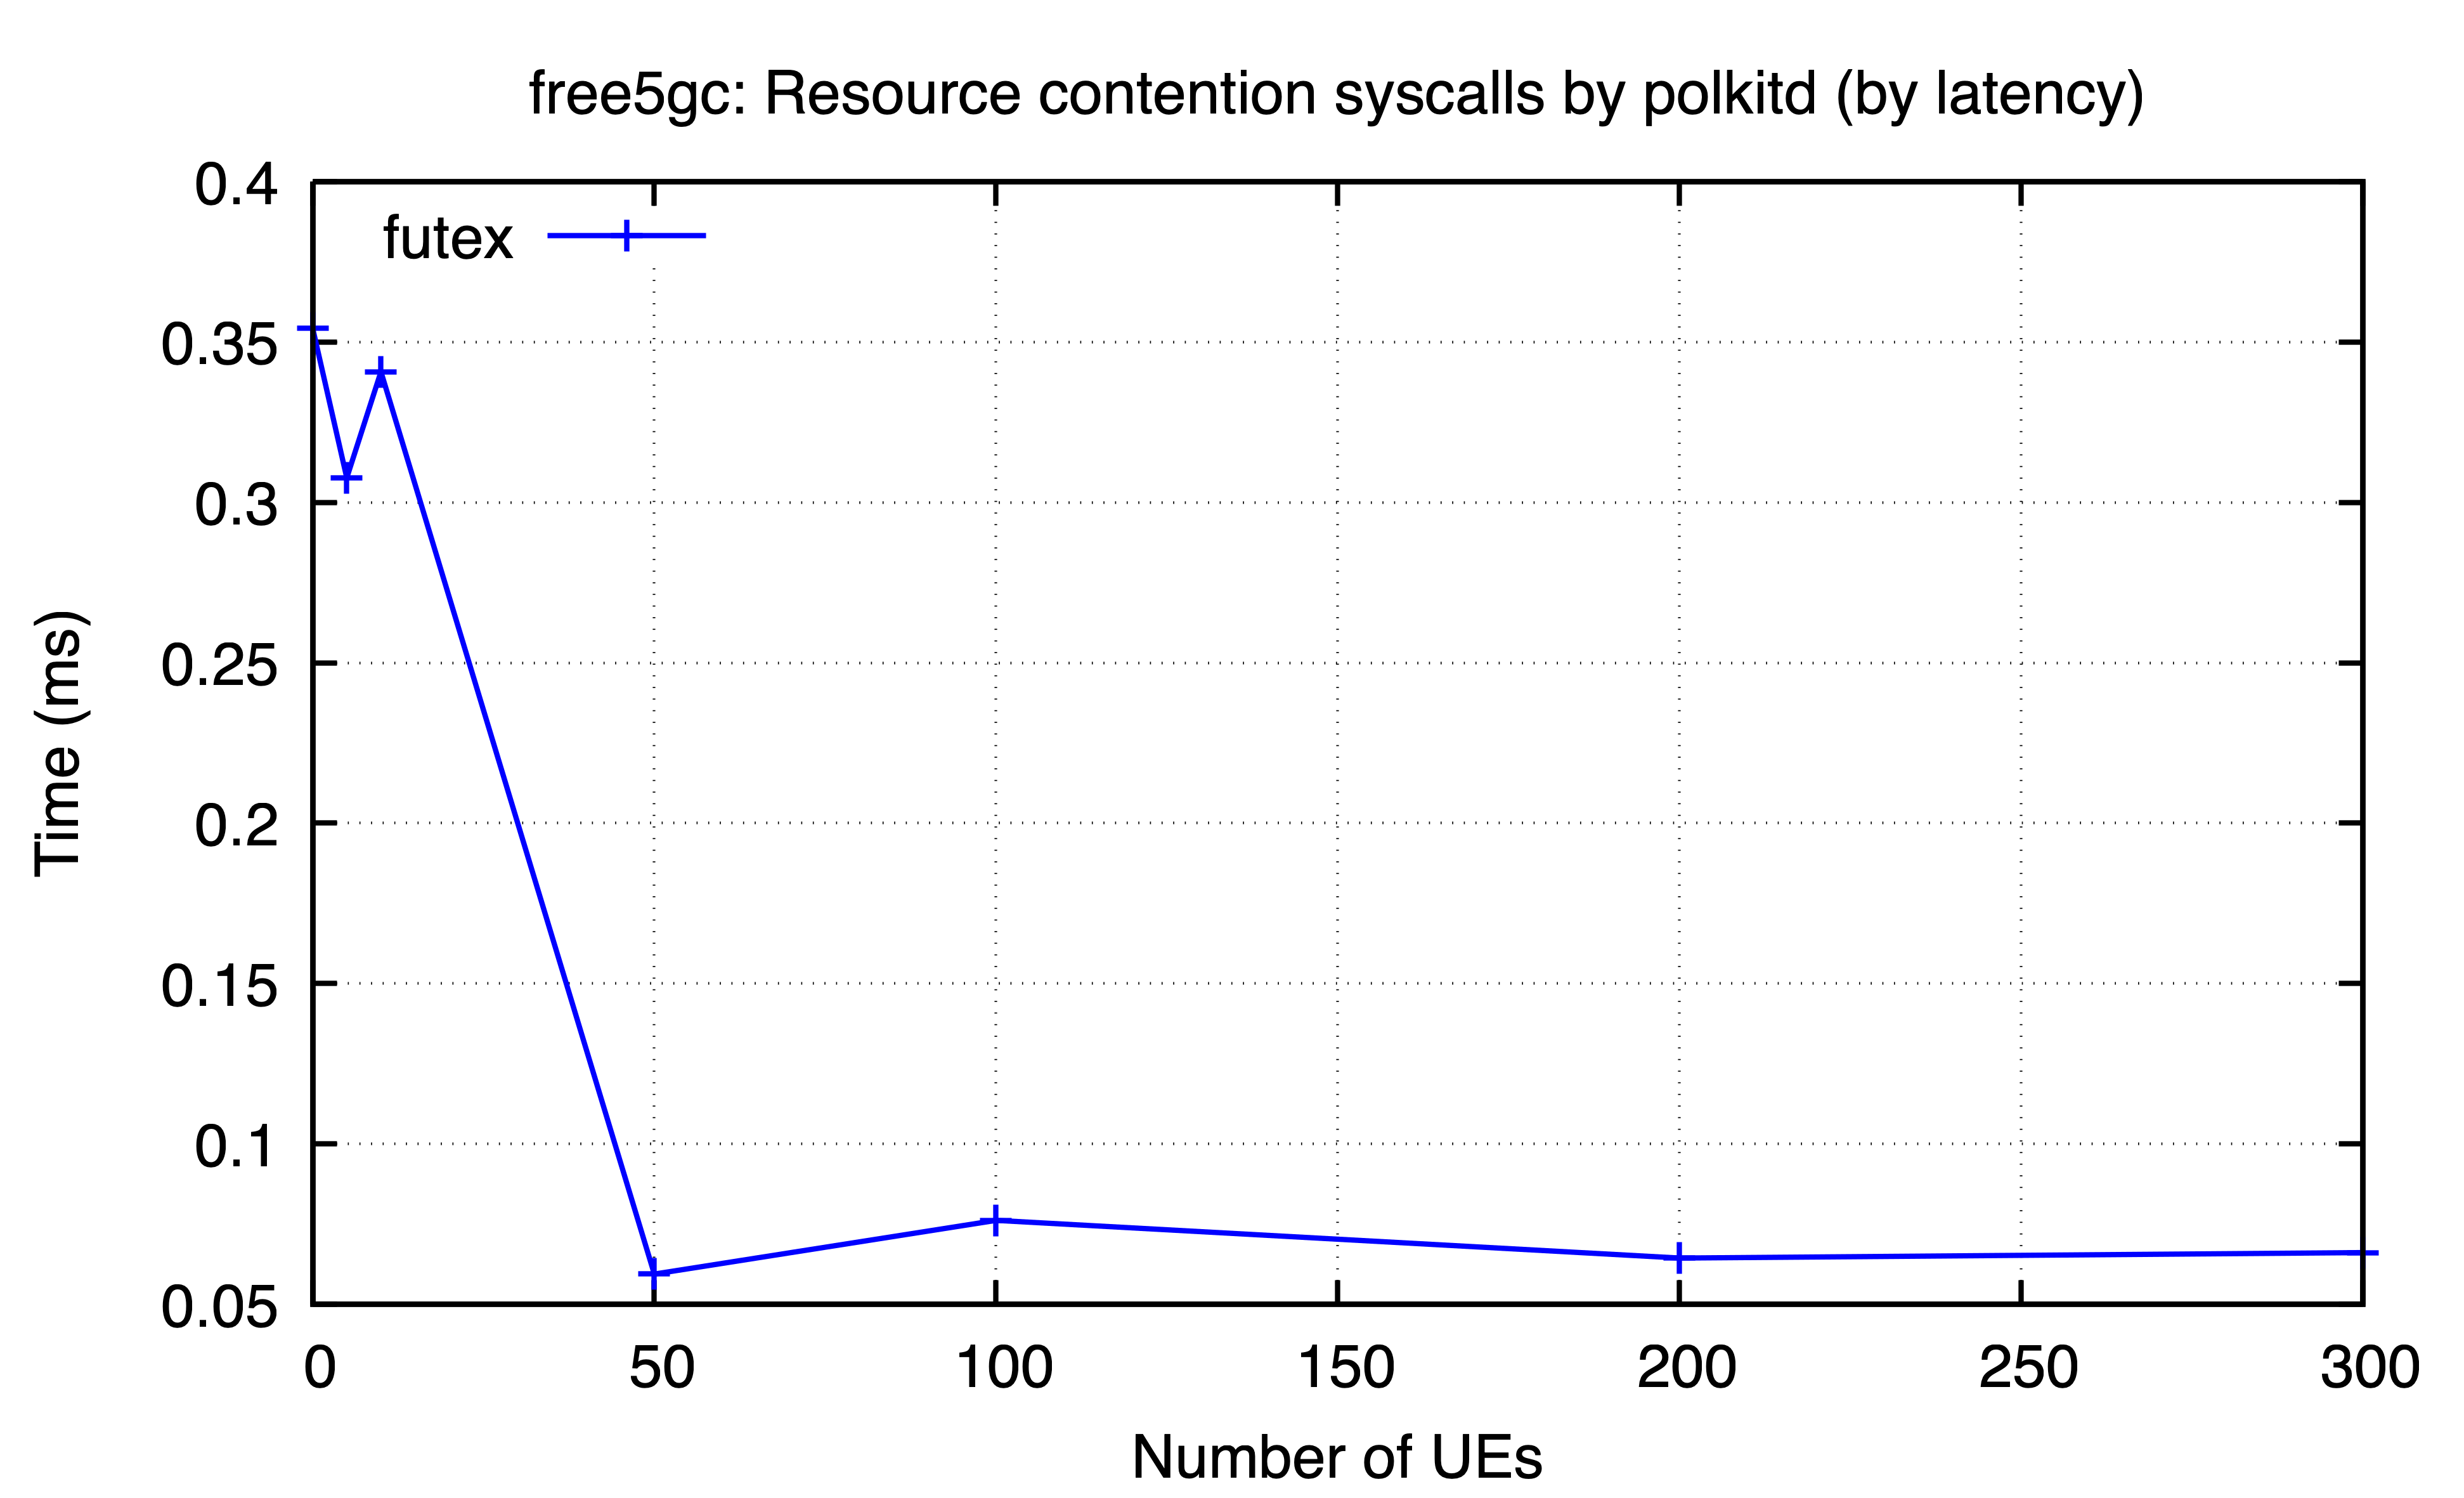 free5gc: Resource contention syscalls by polkitd (by latency)
futex
0.4
0.35
0.3
0.25
0.2
0.15
0.1
0.05
Time (ms)
0 50 100 150 200 250 300
Number of UEs